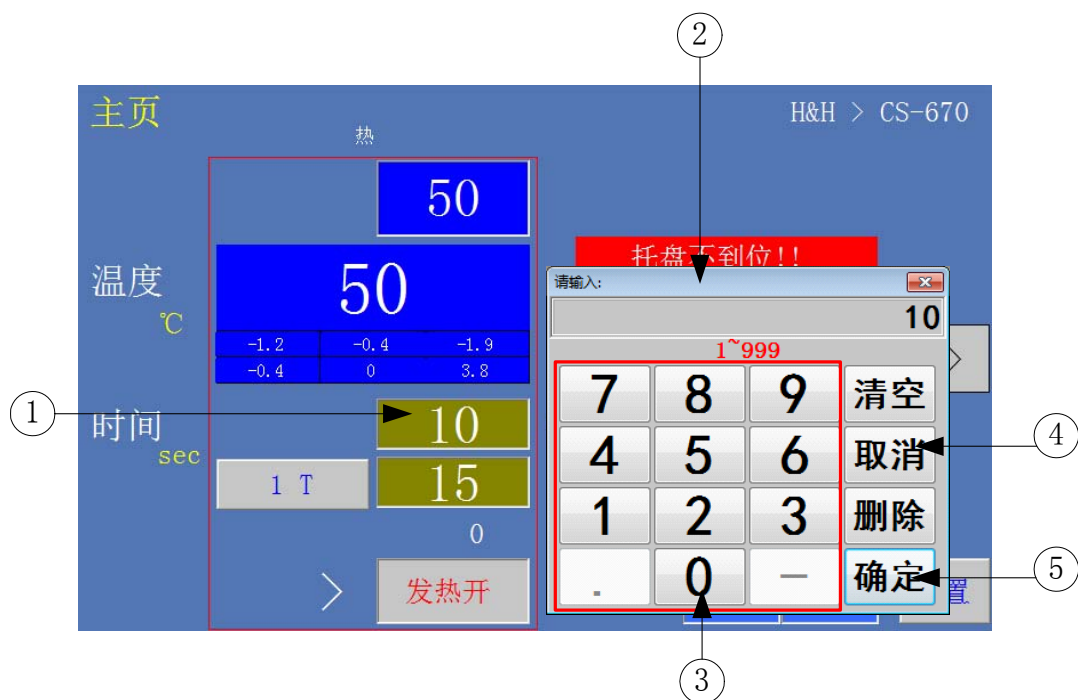 ②
主页
H&H > CS-670
热
50
托盘不到位!!
温度
℃
50
-1.2 -0.4 -1.9
-0.4 0 3.8
请输入:
10
1~999
7 8 9 清空
4 5 6 取消
1 2 3 删除
. 0 - 确定
>
①
④
⑤
时间
sec
10
1 T
15
0
>
发热开
置
③